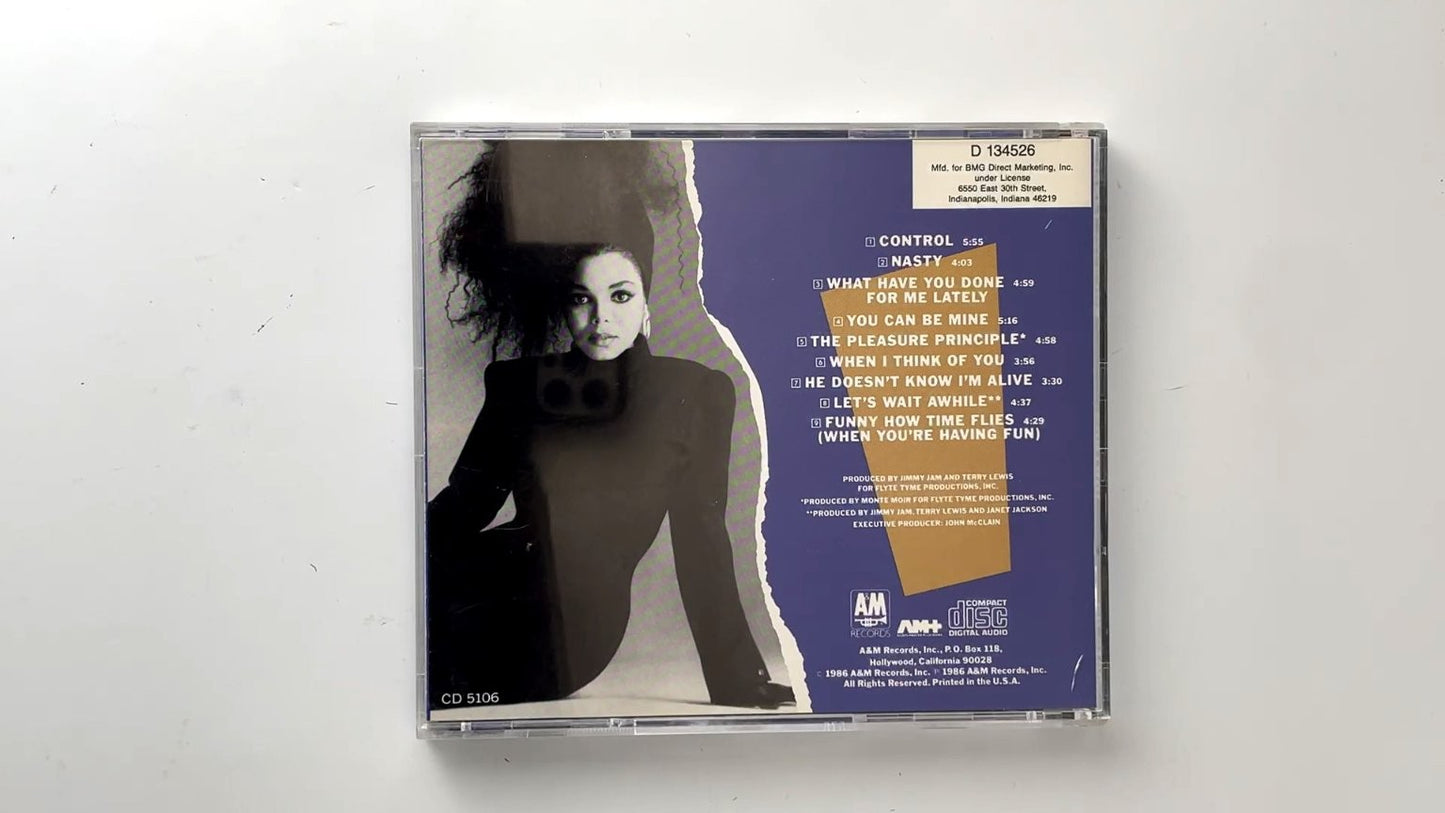 D 134526
Mfd. for BMG Direct Marketing, Inc.
under License
6550 East 30th Street,
Indianapolis, Indiana 46219
1 CONTROL 5:55
2 NASTY 4:03
3 WHAT HAVE YOU DONE 4:59
FOR ME LATELY
4 YOU CAN BE MINE 5:16
5 THE PLEASURE PRINCIPLE* 4:58
6 WHEN I THINK OF YOU 3:56
7 HE DOESN'T KNOW I'M ALIVE 3:30
8 LET'S WAIT AWHILE** 4:37
9 FUNNY HOW TIME FLIES 4:29
(WHEN YOU'RE HAVING FUN)
PRODUCED BY JIMMY JAM AND TERRY LEWIS
FOR FLYTE TYME PRODUCTIONS, INC.
*PRODUCED BY MONTE MOIR FOR FLYTE TYME PRODUCTIONS, INC.
**PRODUCED BY JIMMY JAM, TERRY LEWIS AND JANET JACKSON
EXECUTIVE PRODUCER: JOHN McCLAIN
A&M
RECORDS
AM+
COMPACT
disc
DIGITAL AUDIO
A&M Records, Inc., P.O. Box 118,
Hollywood, California 90028
© 1986 A&M Records, Inc. ℗ 1986 A&M Records, Inc.
All Rights Reserved. Printed in the U.S.A.
CD 5106